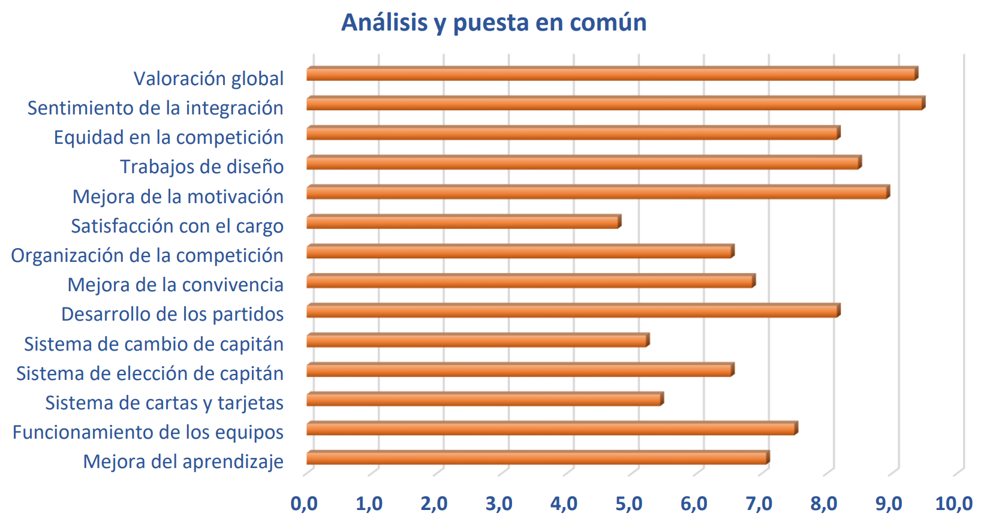 Análisis y puesta en común
Valoración global
Sentimiento de la integración
Equidad en la competición
Trabajos de diseño
Mejora de la motivación
Satisfacción con el cargo
Organización de la competición
Mejora de la convivencia
Desarrollo de los partidos
Sistema de cambio de capitán
Sistema de elección de capitán
Sistema de cartas y tarjetas
Funcionamiento de los equipos
Mejora del aprendizaje
0,0 1,0 2,0 3,0 4,0 5,0 6,0 7,0 8,0 9,0 10,0